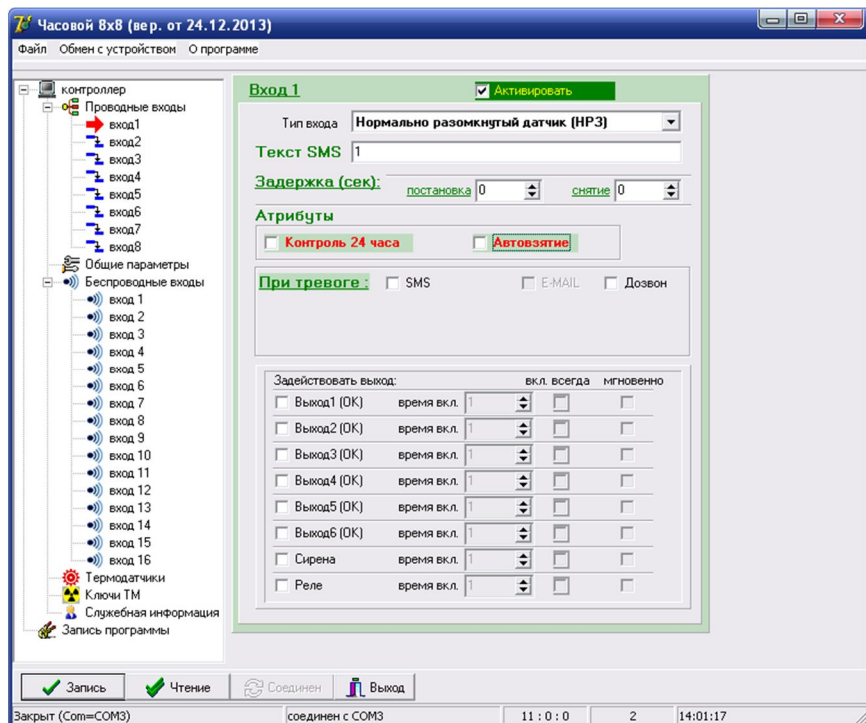 Часовой 8x8 (вер. от 24.12.2013)
Файл Обмен с устройством О программе
контроллер
Проводные входы
вход1
вход2
вход3
вход4
вход5
вход6
вход7
вход8
Общие параметры
Беспроводные входы
вход 1
вход 2
вход 3
вход 4
вход 5
вход 6
вход 7
вход 8
вход 9
вход 10
вход 11
вход 12
вход 13
вход 14
вход 15
вход 16
Термодатчики
Ключи ТМ
Служебная информация
Запись программы
Вход 1 Активировать
Тип входа Нормально разомкнутый датчик (НРЗ)
Текст SMS 1
Задержка (сек): постановка 0 снятие 0
Атрибуты
Контроль 24 часа Автовзятие
При тревоге : SMS E-MAIL Дозвон
Задействовать выход: вкл. всегда мгновенно
Выход1 (ОК) время вкл. 1
Выход2 (ОК) время вкл. 1
Выход3 (ОК) время вкл. 1
Выход4 (ОК) время вкл. 1
Выход5 (ОК) время вкл. 1
Выход6 (ОК) время вкл. 1
Сирена время вкл. 1
Реле время вкл. 1
Запись Чтение Соединен Выход
Закрыт (Com=COM3) соединен с COM3 11 : 0 : 0 2 14:01:17